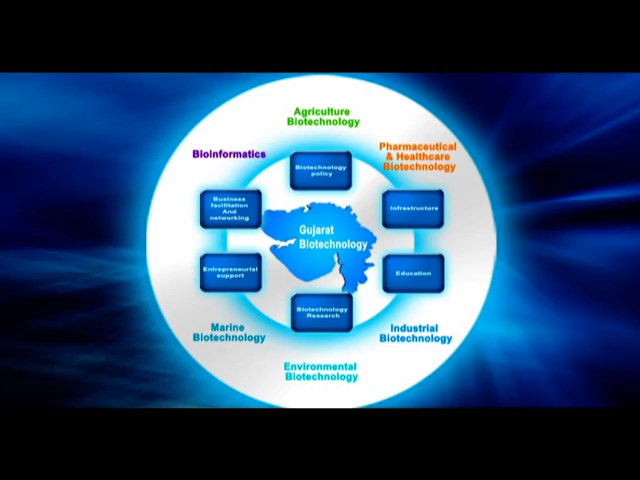 Agriculture
Biotechnology
Bioinformatics
Pharmaceutical
& Healthcare
Biotechnology
Biotechnology
policy
Business
facilitation
And
networking
Infrastructure
Gujarat
Biotechnology
Entrepreneurial
support
Education
Biotechnology
Research
Marine
Biotechnology
Industrial
Biotechnology
Environmental
Biotechnology